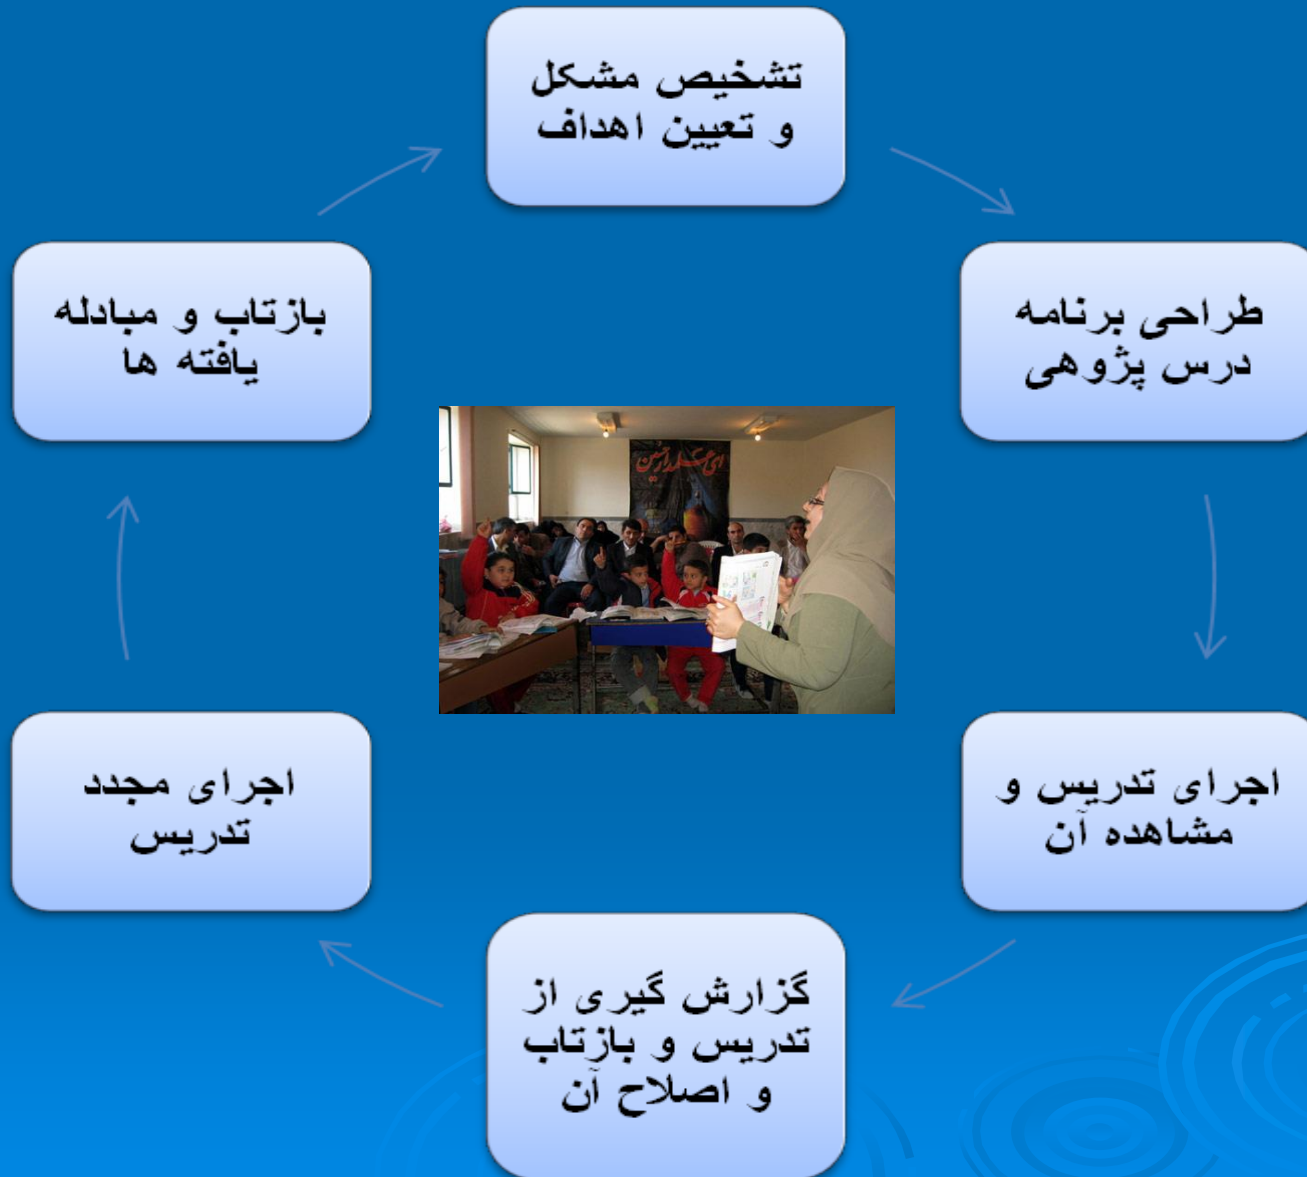 تشخیص مشکل
و تعیین اهداف
طراحی برنامه
درس پژوهی
اجرای تدریس و
مشاهده آن
گزارش گیری از
تدریس و بازتاب
و اصلاح آن
اجرای مجدد
تدریس
بازتاب و مبادله
یافته ها